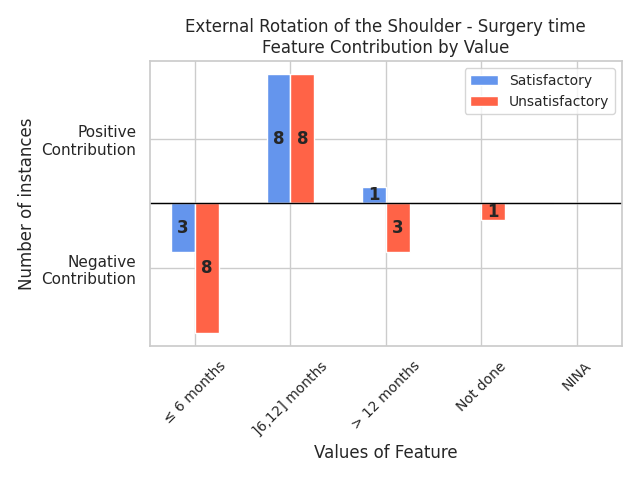 External Rotation of the Shoulder - Surgery time
Feature Contribution by Value
Satisfactory
Unsatisfactory
Number of instances
Positive
Contribution
Negative
Contribution
8
8
1
3
8
3
1
≤ 6 months
]6,12] months
> 12 months
Not done
NINA
Values of Feature